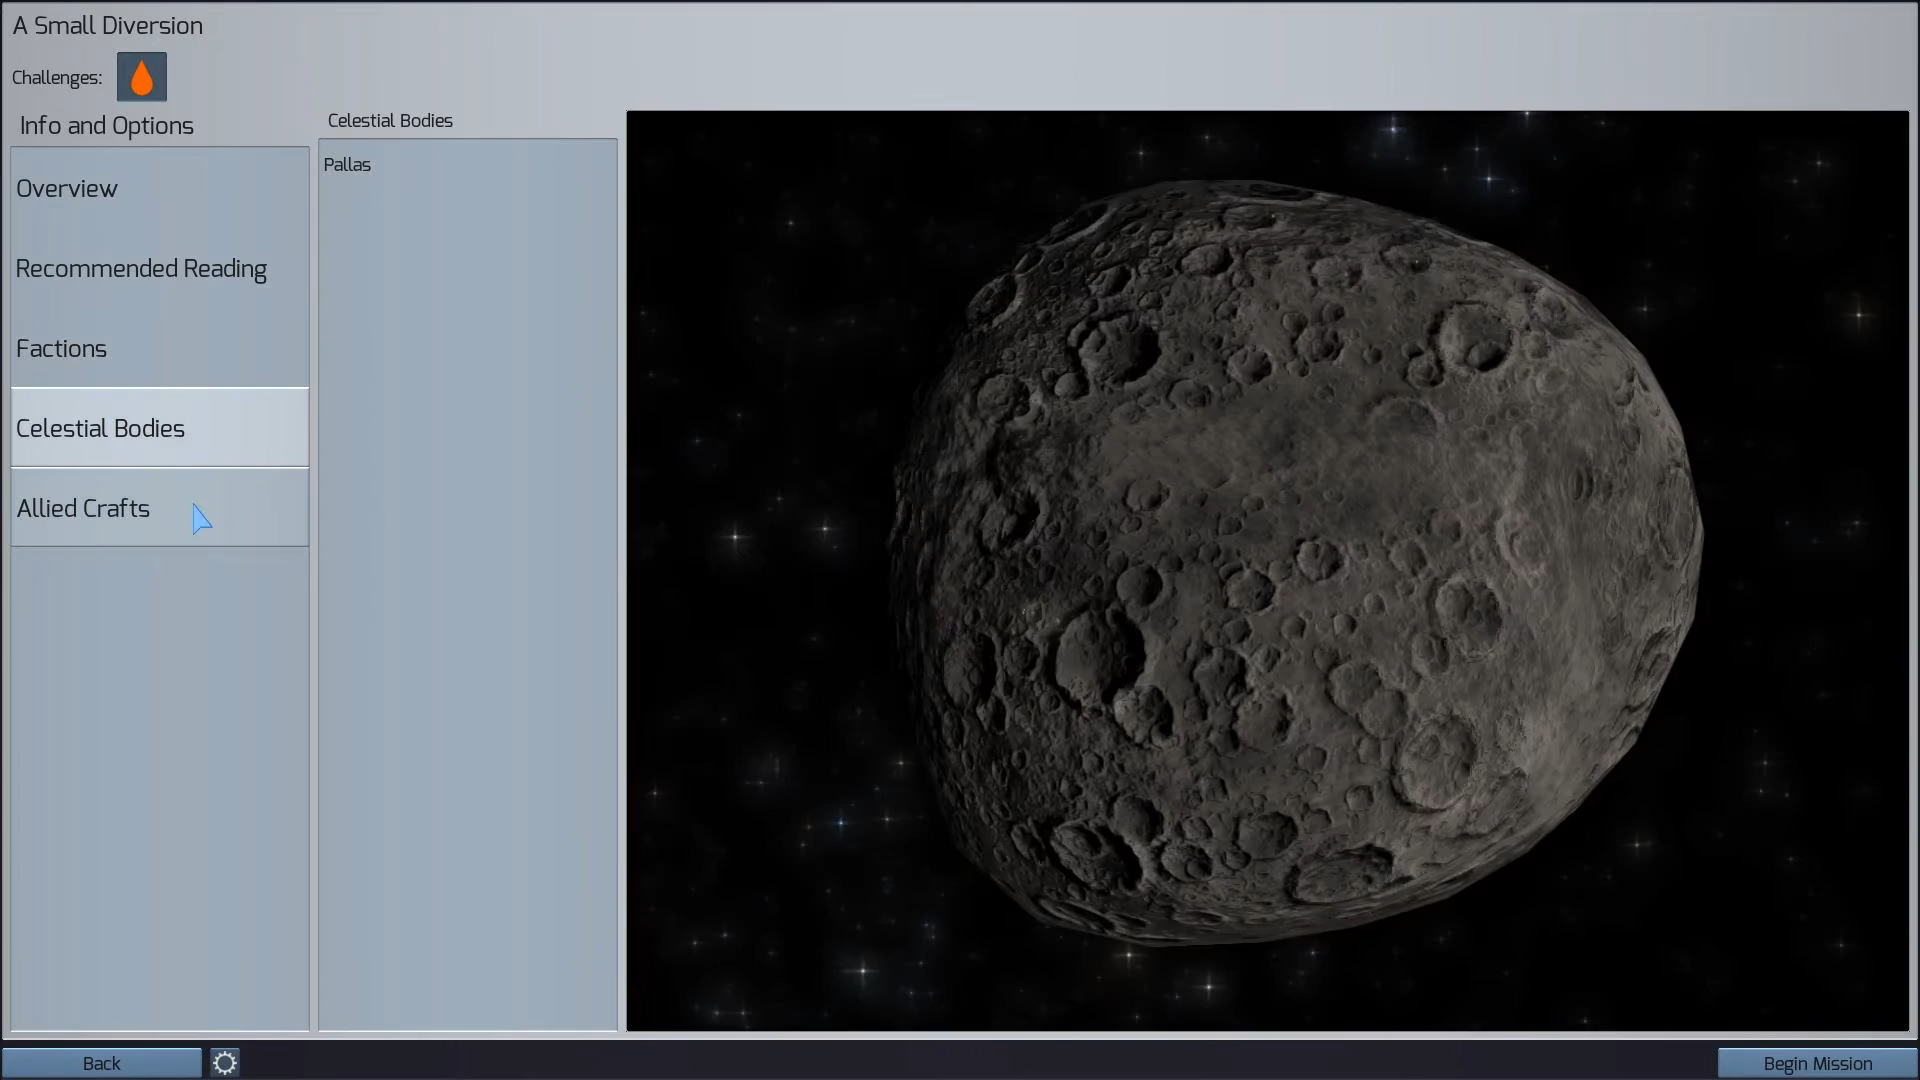 A Small Diversion
Challenges:
Info and Options
Overview
Recommended Reading
Factions
Celestial Bodies
Allied Crafts
Celestial Bodies
Pallas
Back
Begin Mission